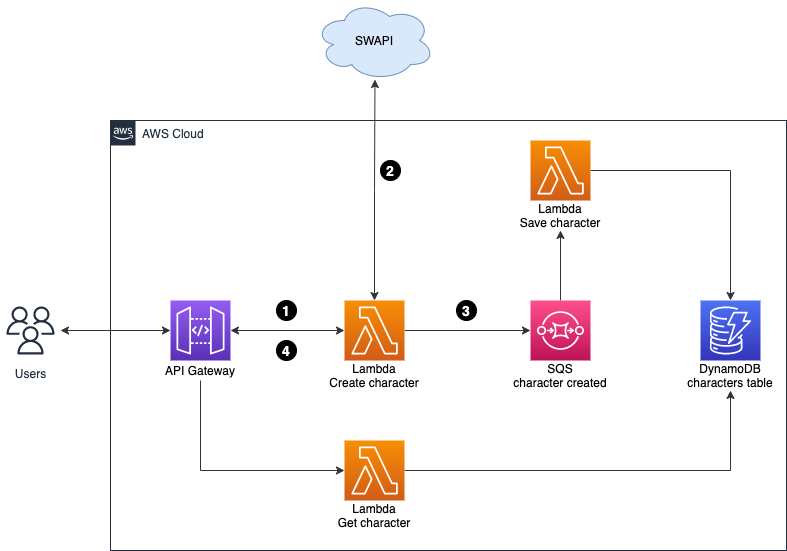 SWAPI
aws
AWS Cloud
2
Lambda
Save character
1
3
4
Users
API Gateway
Lambda
Create character
SQS
character created
DynamoDB
characters table
Lambda
Get character